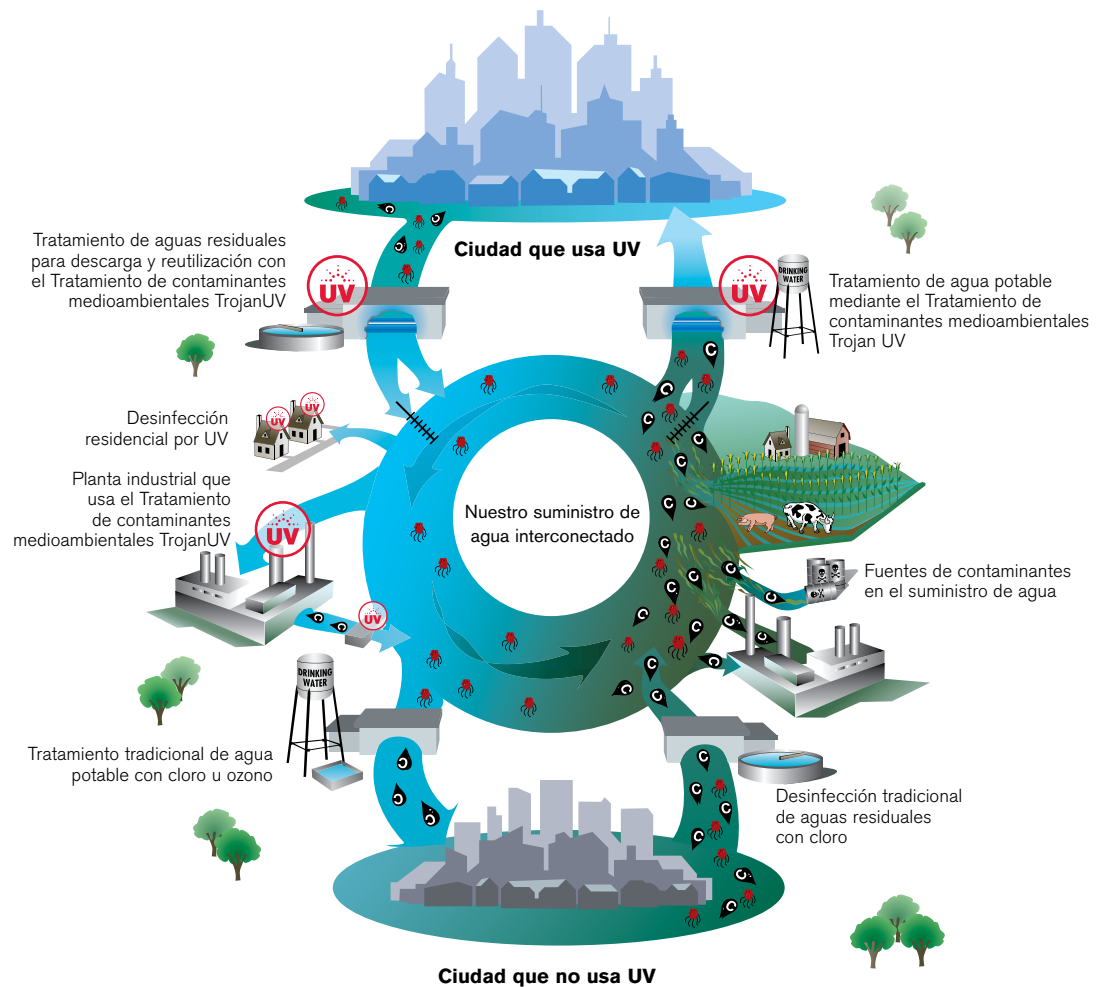 Ciudad que usa UV
Tratamiento de aguas residuales
para descarga y reutilización con
el Tratamiento de contaminantes
medioambientales TrojanUV
UV
UV
DRINKING
WATER
Tratamiento de agua potable
mediante el Tratamiento de
contaminantes medioambientales
Trojan UV
Desinfección
residencial por UV
UV
UV
Planta industrial que
usa el Tratamiento
de contaminantes
medioambientales TrojanUV
UV
UV
Nuestro suministro de
agua interconectado
Fuentes de contaminantes
en el suministro de agua
DRINKING
WATER
Tratamiento tradicional de agua
potable con cloro u ozono
Desinfección tradicional
de aguas residuales
con cloro
Ciudad que no usa UV